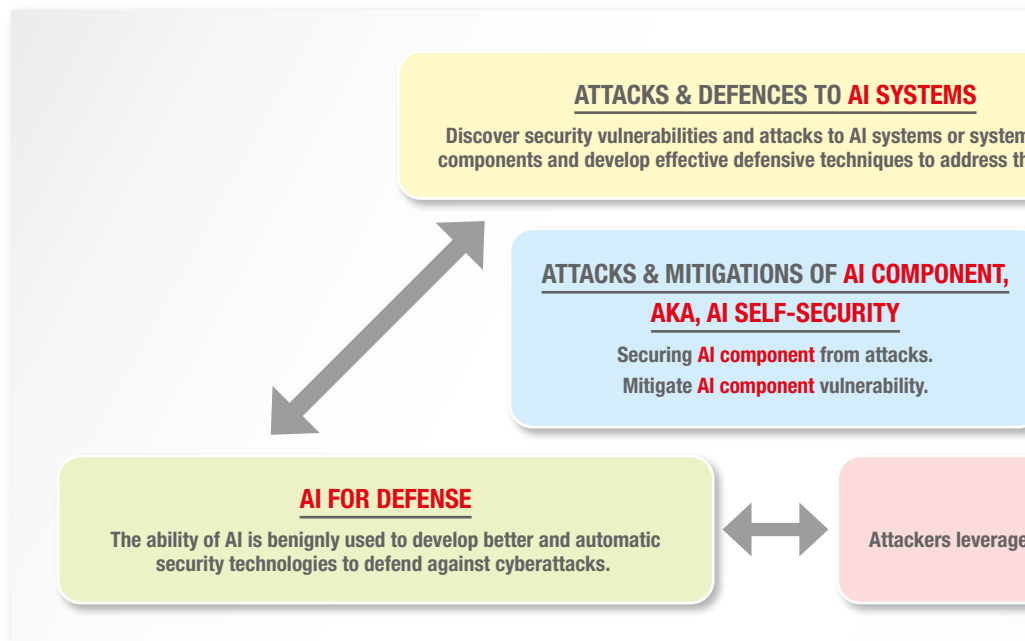 ATTACKS & DEFENCES TO AI SYSTEMS
Discover security vulnerabilities and attacks to AI systems or system
components and develop effective defensive techniques to address
ATTACKS & MITIGATIONS OF AI COMPONENT,
AKA, AI SELF-SECURITY
Securing AI component from attacks.
Mitigate AI component vulnerability.
AI FOR DEFENSE
The ability of AI is benignly used to develop better and automatic
security technologies to defend against cyberattacks.
Attackers leverage